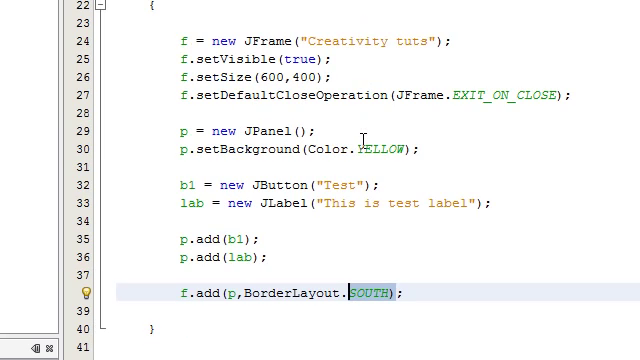 22 {
23
24 f = new JFrame("Creativity tuts");
25 f.setVisible(true);
26 f.setSize(600,400);
27 f.setDefaultCloseOperation(JFrame.EXIT_ON_CLOSE);
28
29 p = new JPanel();
30 p.setBackground(Color.YELLOW);
31
32 b1 = new JButton("Test");
33 lab = new JLabel("This is test label");
34
35 p.add(b1);
36 p.add(lab);
37
f.add(p,BorderLayout.SOUTH);
39
40 }
41